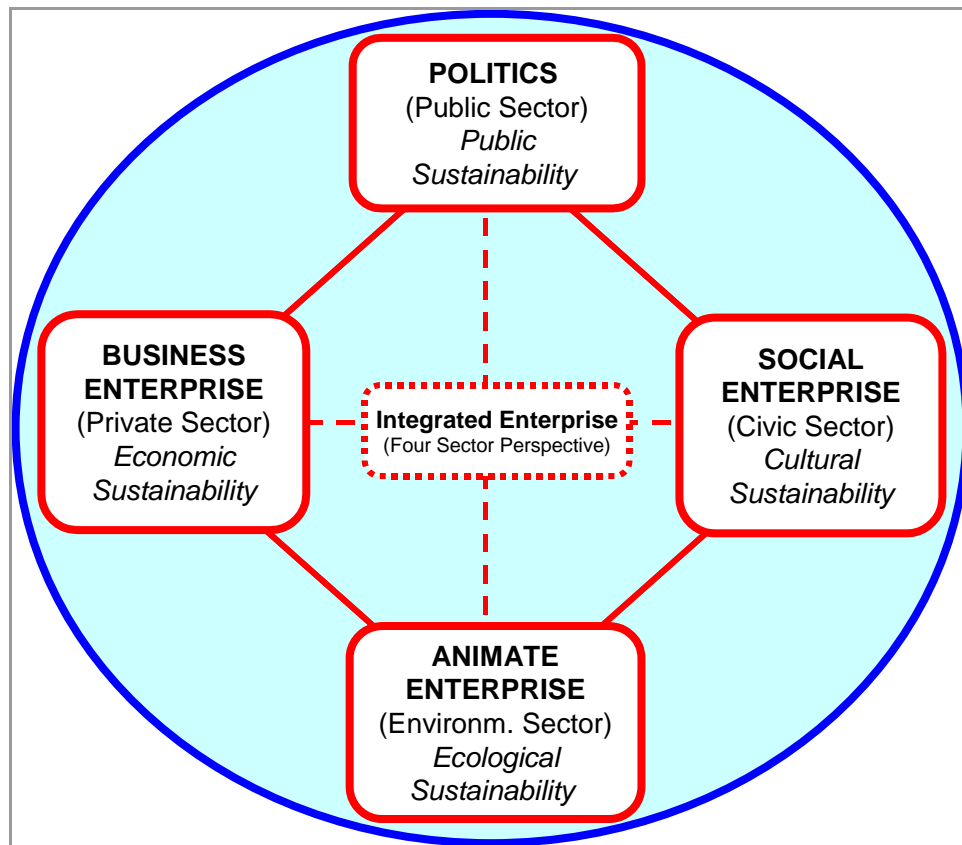 POLITICS
(Public Sector)
Public
Sustainability
BUSINESS
ENTERPRISE
(Private Sector)
Economic
Sustainability
Integrated Enterprise
(Four Sector Perspective)
SOCIAL
ENTERPRISE
(Civic Sector)
Cultural
Sustainability
ANIMATE
ENTERPRISE
(Environm. Sector)
Ecological
Sustainability